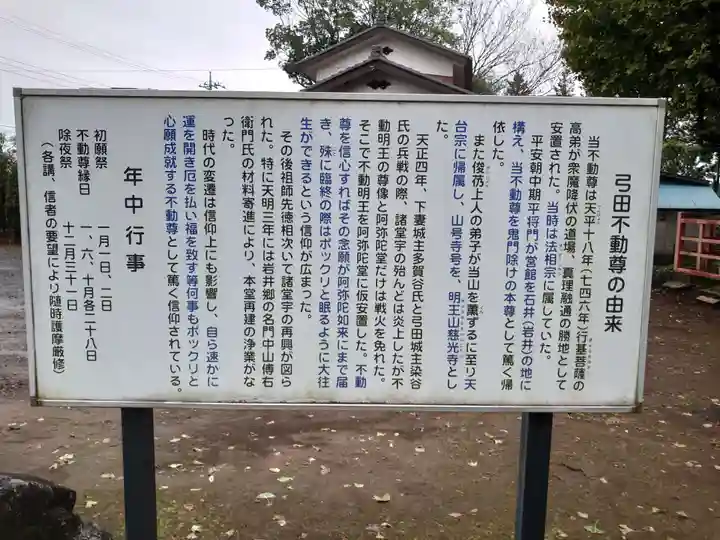 弓田不動尊の由来
当不動尊は天平十八年(七四六年)行基菩薩の
高弟が衆魔降伏の道場、真理融通の勝地として
安置された。当時は法相宗に属していた。
平安朝中期平将門が営館を石井(岩井)の地に
構え、当不動尊を鬼門除けの本尊として篤く帰
依した。
また俊彷上人の弟子が当山を薫するに至り天
台宗に帰属し、山号寺号を、明王山慈光寺とし
た。
天正四年、下妻城主多賀谷氏と弓田城主染谷
氏の兵戦の際、諸堂宇の殆んどは炎上したが不
動明王の尊像と阿弥陀堂だけは戦火を免れた。
そこで不動明王を阿弥陀堂に仮安置した。不動
尊を信心すればその念願が阿弥陀如来にまで届
き、殊に臨終の際はポックリと眠るように大往
生ができるという信仰が広まった。
その後祖師先徳相次いで諸堂宇の再興が図ら
れた。特に天明三年には岩井郷の名門中山傳右
衛門氏の材料寄進により、本堂再建の浄業がな
った。
時代の変遷は信仰上にも影響し、自ら速かに
運を開き厄を払い福を致す等何事もポックリと
心願成就する不動尊として篤く信仰されている。
年中行事
初願祭 一月一日、二日
不動尊縁日 一、六、十月各二十八日
除夜祭 十二月三十一日
(各講、信者の要望により随時護摩厳修)